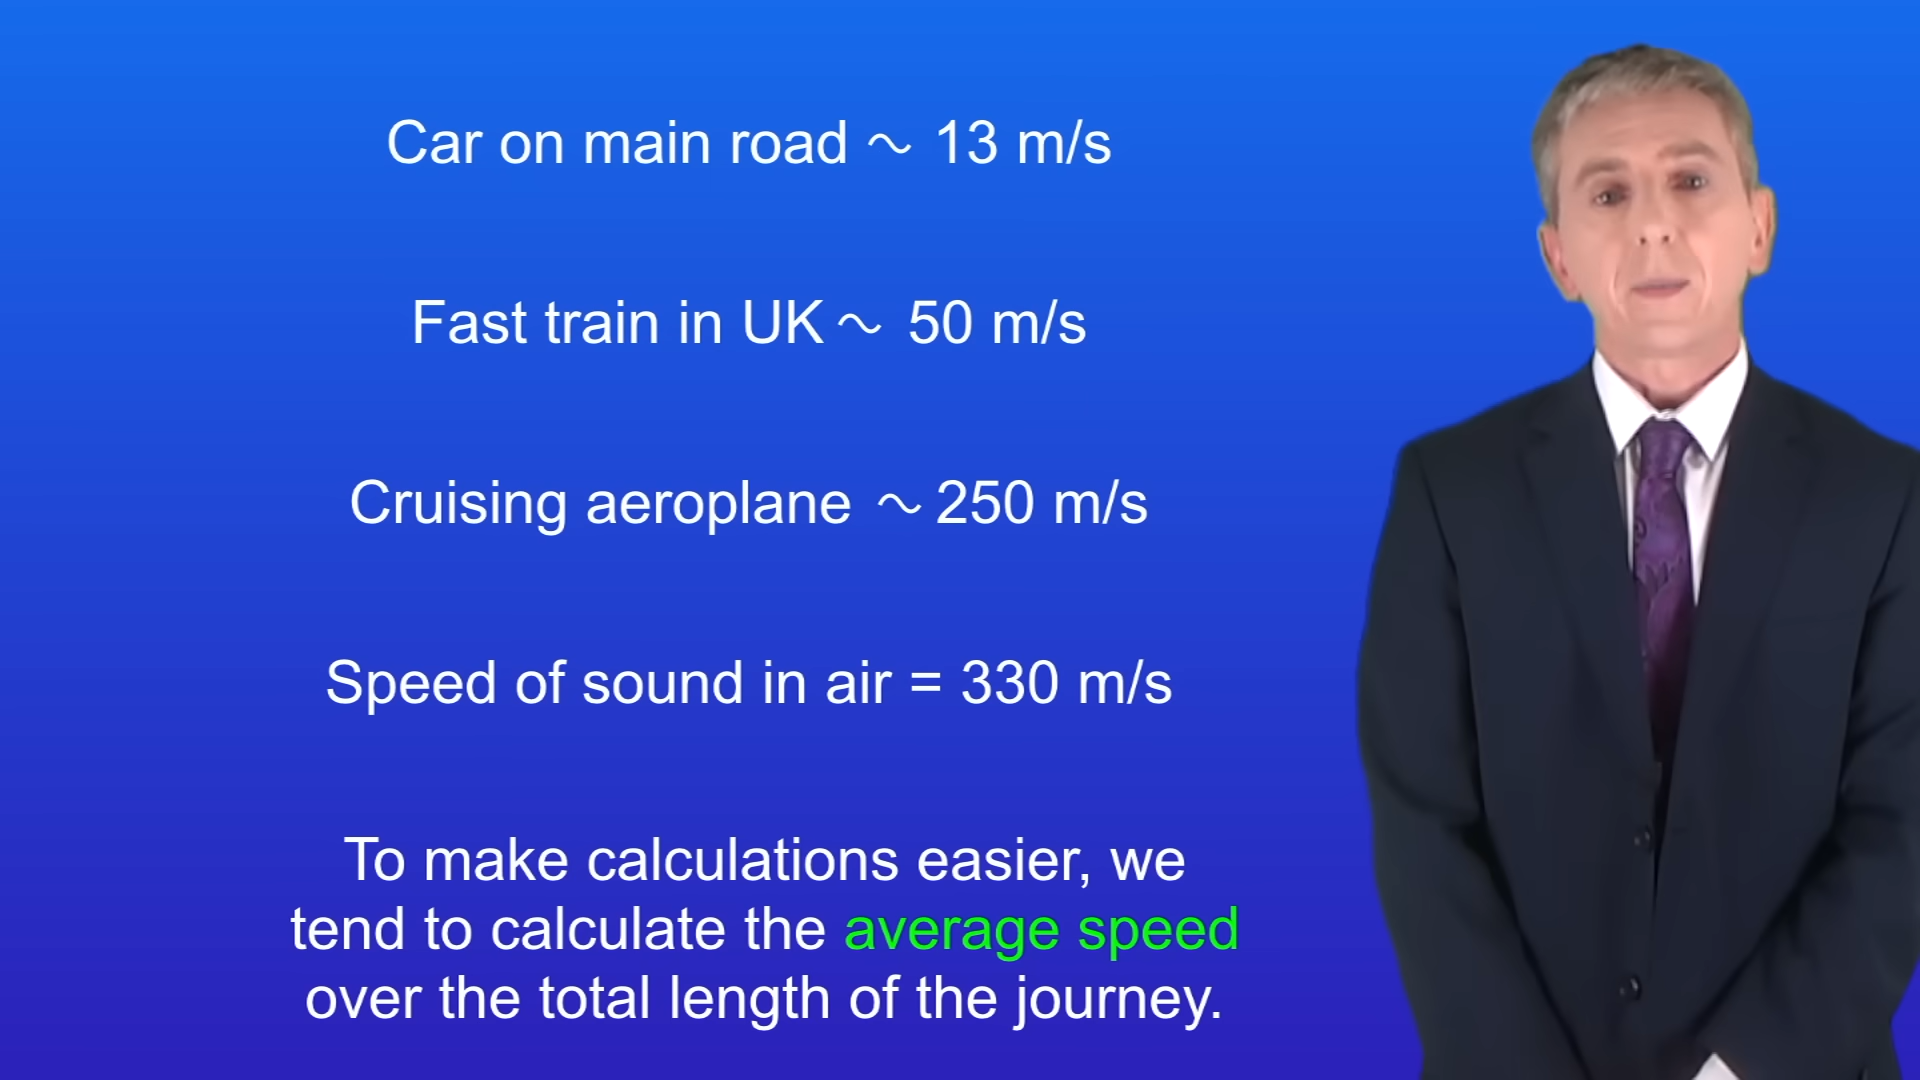 Car on main road ~ 13 m/s
Fast train in UK ~ 50 m/s
Cruising aeroplane ~ 250 m/s
Speed of sound in air = 330 m/s
To make calculations easier, we
tend to calculate the average speed
over the total length of the journey.